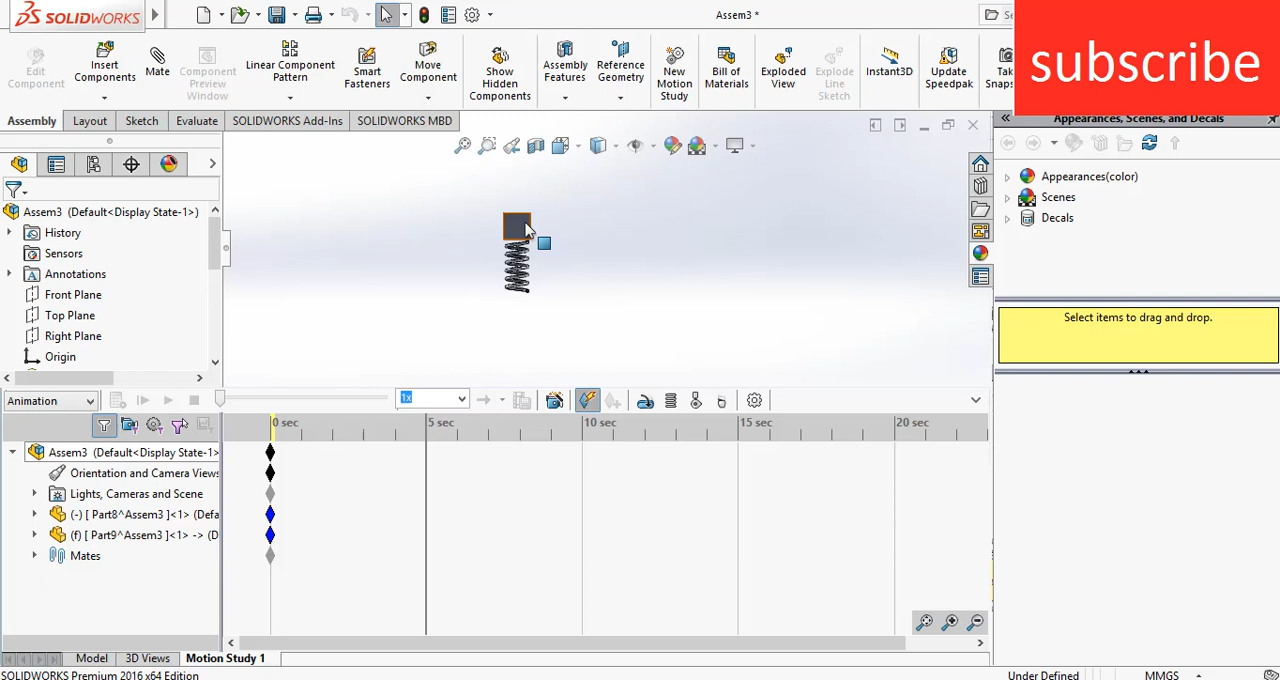 SOLIDWORKS
Assem3 *
subscribe
Edit Component
Insert Components
Mate
Component Preview Window
Linear Component Pattern
Smart Fasteners
Move Component
Show Hidden Components
Assembly Features
Reference Geometry
New Motion Study
Bill of Materials
Exploded View
Explode Line Sketch
Instant3D
Update Speedpak
Take
Assembly
Layout
Sketch
Evaluate
SOLIDWORKS Add-Ins
SOLIDWORKS MBD
Appearances, Scenes, and Decals
Appearances(color)
Scenes
Decals
Select items to drag and drop.
Assem3 (Default<Display State-1>)
History
Sensors
Annotations
Front Plane
Top Plane
Right Plane
Origin
Animation
1x
0 sec
5 sec
10 sec
15 sec
20 sec
Assem3 (Default<Display State-1>
Orientation and Camera Views
Lights, Cameras and Scene
(-) [ Part8^Assem3 ]<1> (Defa
(f) [ Part9^Assem3 ]<1> -> (D
Mates
Model
3D Views
Motion Study 1
SOLIDWORKS Premium 2016 x64 Edition
Under Defined
MMGS